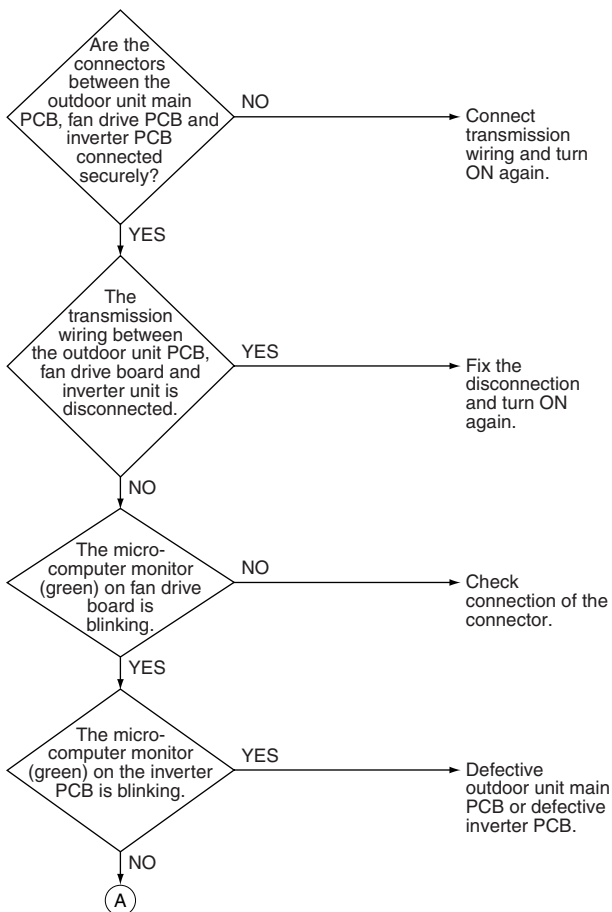 Are the
connectors
between the
outdoor unit main
PCB, fan drive PCB and
inverter PCB
connected
securely?
NO
Connect
transmission
wiring and turn
ON again.
YES
The
transmission
wiring between
the outdoor unit PCB,
fan drive board and
inverter unit is
disconnected.
YES
Fix the
disconnection
and turn ON
again.
NO
The micro-
computer monitor
(green) on fan drive
board is
blinking.
NO
Check
connection of the
connector.
YES
The micro-
computer monitor
(green) on the inverter
PCB is blinking.
YES
Defective
outdoor unit main
PCB or defective
inverter PCB.
NO
A